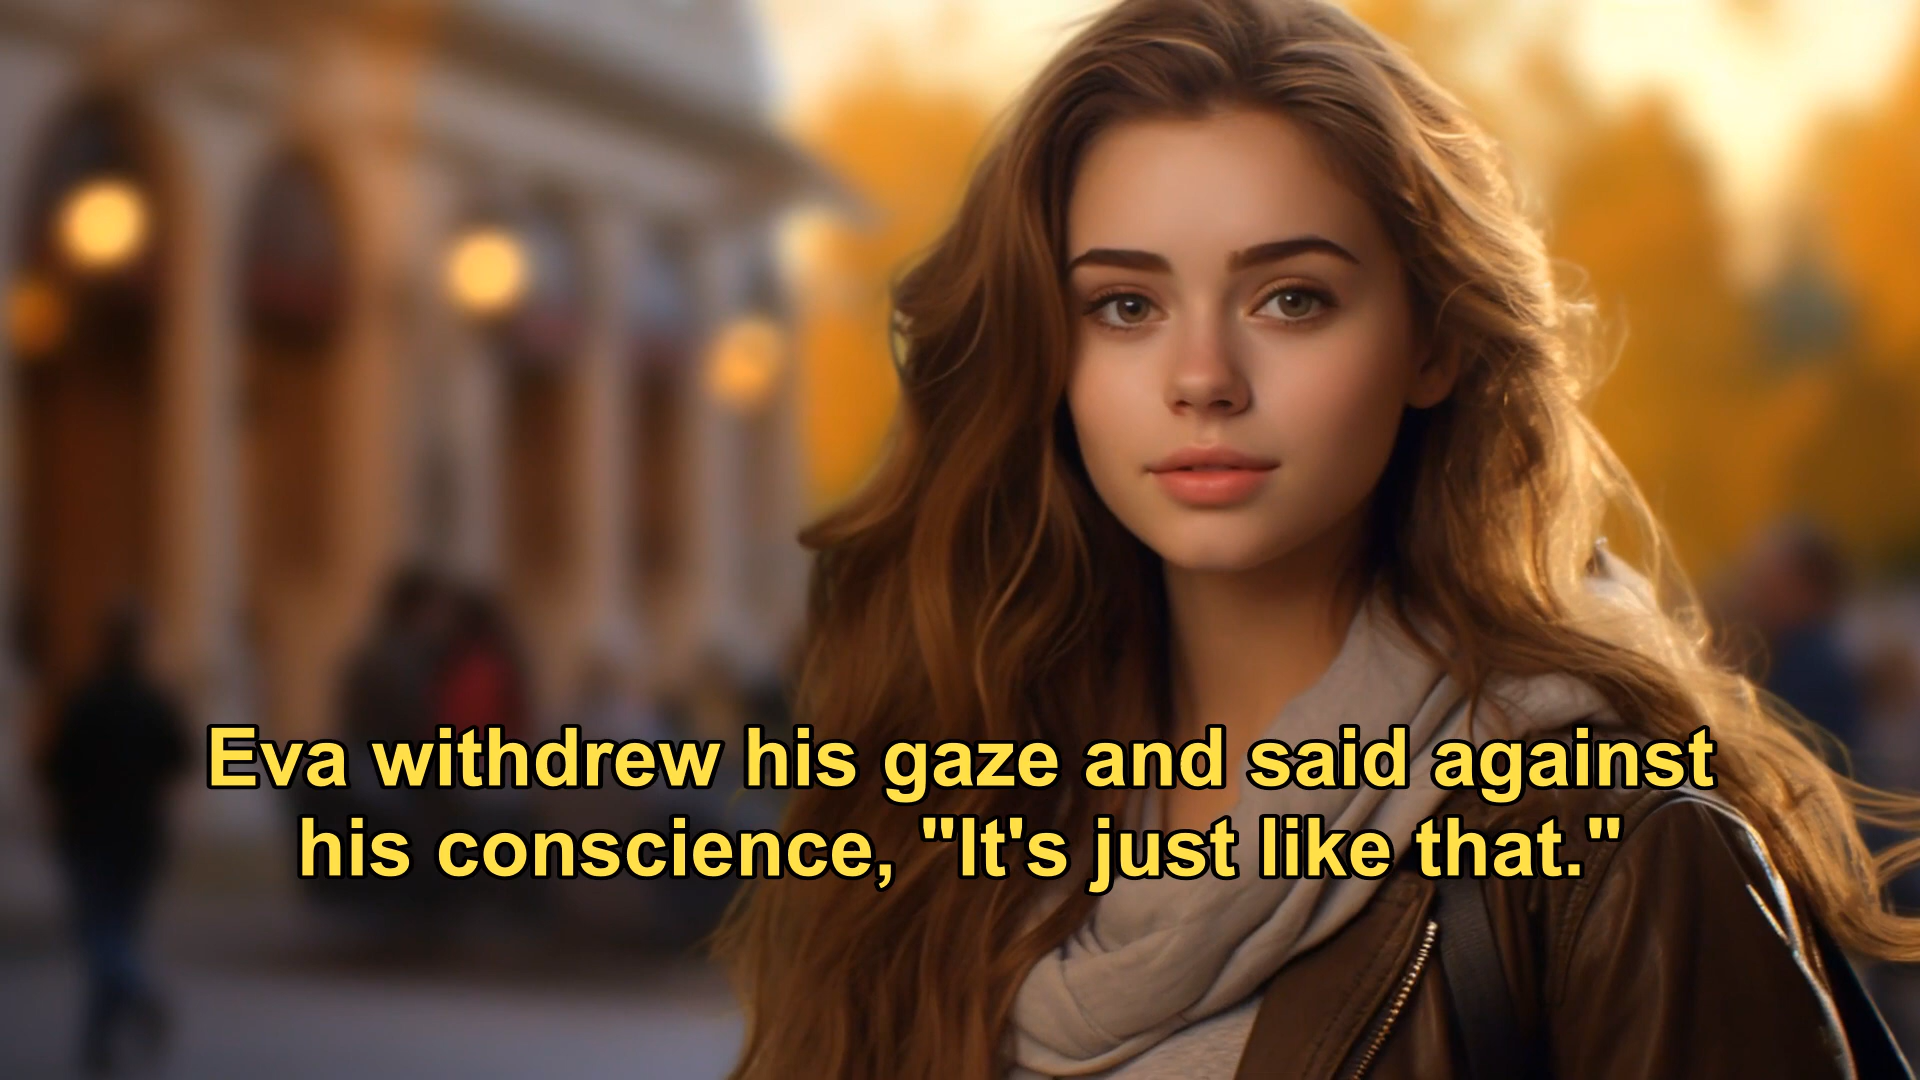 Eva withdrew his gaze and said against
his conscience, "It's just like that."